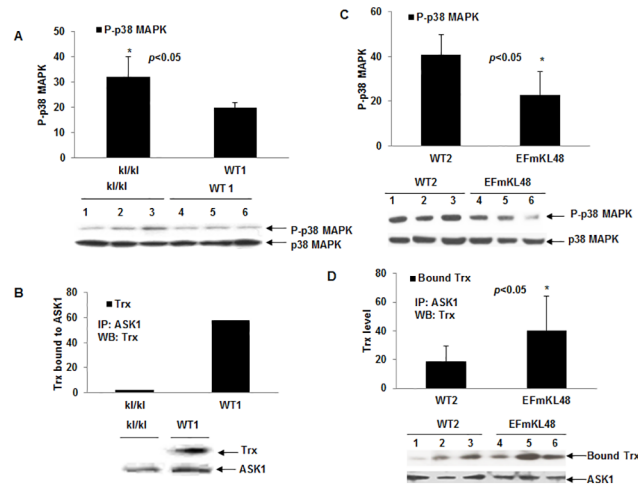 A
P-p38 MAPK
* p<0.05
P-p38 MAPK
40
30
20
10
0
kl/kl WT1
kl/kl WT 1
1 2 3 4 5 6
P-p38 MAPK
p38 MAPK
B
Trx
IP: ASK1
WB: Trx
Trx bound to ASK1
80
60
40
20
0
kl/kl WT1
kl/kl WT1
Trx
ASK1
C
P-p38 MAPK
p<0.05 *
P-p38 MAPK
60
40
20
0
WT2 EFmKL48
WT2 EFmKL48
1 2 3 4 5 6
P-p38 MAPK
p38 MAPK
D
Bound Trx
IP: ASK1
WB: Trx
p<0.05 *
Trx level
80
60
40
20
0
WT2 EFmKL48
WT2 EFmKL48
1 2 3 4 5 6
Bound Trx
ASK1